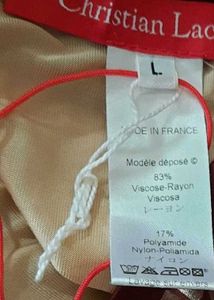 Christian Lac
L
MADE IN FRANCE
Modèle déposé ©
83%
Viscose-Rayon
Viscosa
レーヨン
17%
Polyamide
Nylon-Poliamida
ナイロン